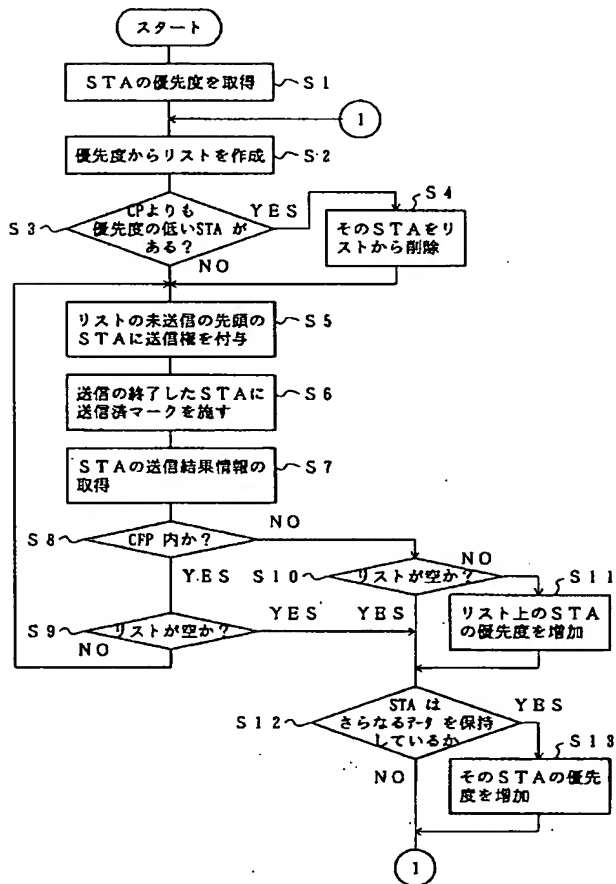 スタート
STAの優先度を取得
S1
1
優先度からリストを作成
S2
CPよりも
優先度の低いSTA が
ある？
S3
YES
NO
S4
そのSTAをリ
ストから削除
リストの未送信の先頭の
STAに送信権を付与
S5
送信の終了したSTAに
送信済マークを施す
S6
STAの送信結果情報の
取得
S7
S8
CFP 内か？
NO
YES
S10
リストが空か？
NO
YES
S11
リスト上のSTA
の優先度を増加
S9
リストが空か？
YES
NO
S12
STA は
さらなるデータ を保持
しているか
YES
NO
S13
そのSTAの優先
度を増加
1